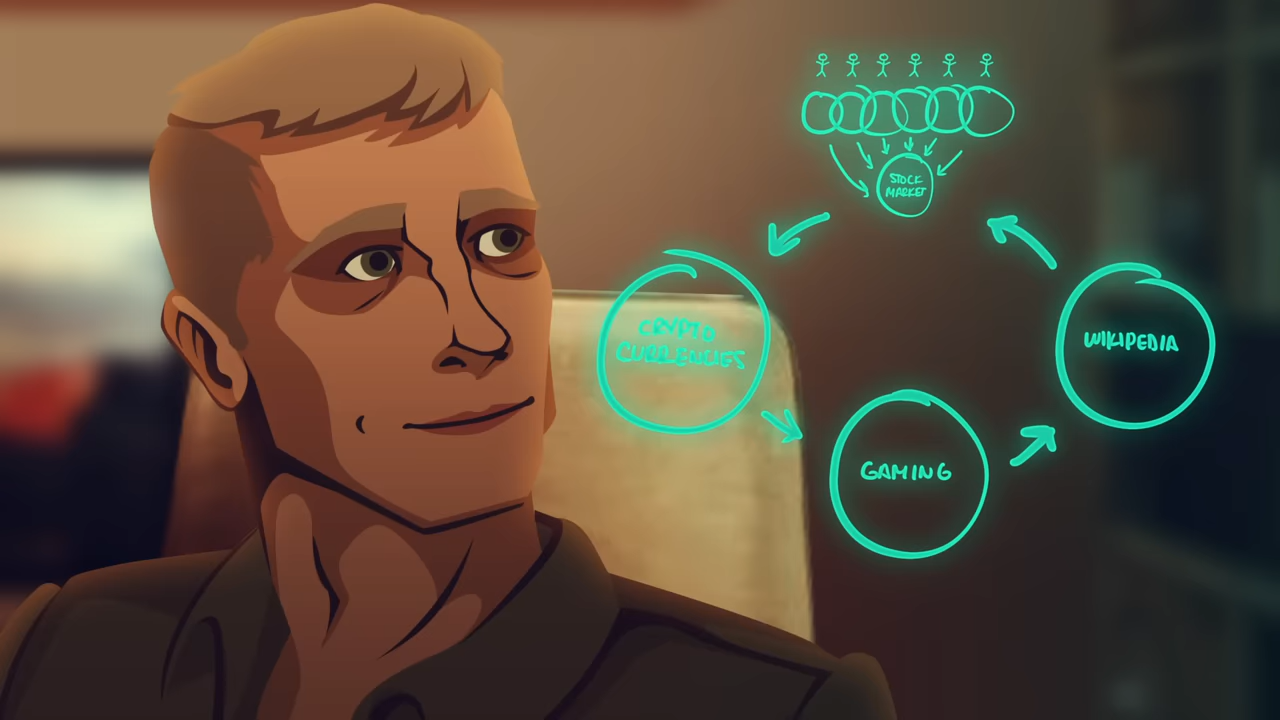 STOCK
MARKET
CRYPTO
CURRENCIES
WIKIPEDIA
GAMING